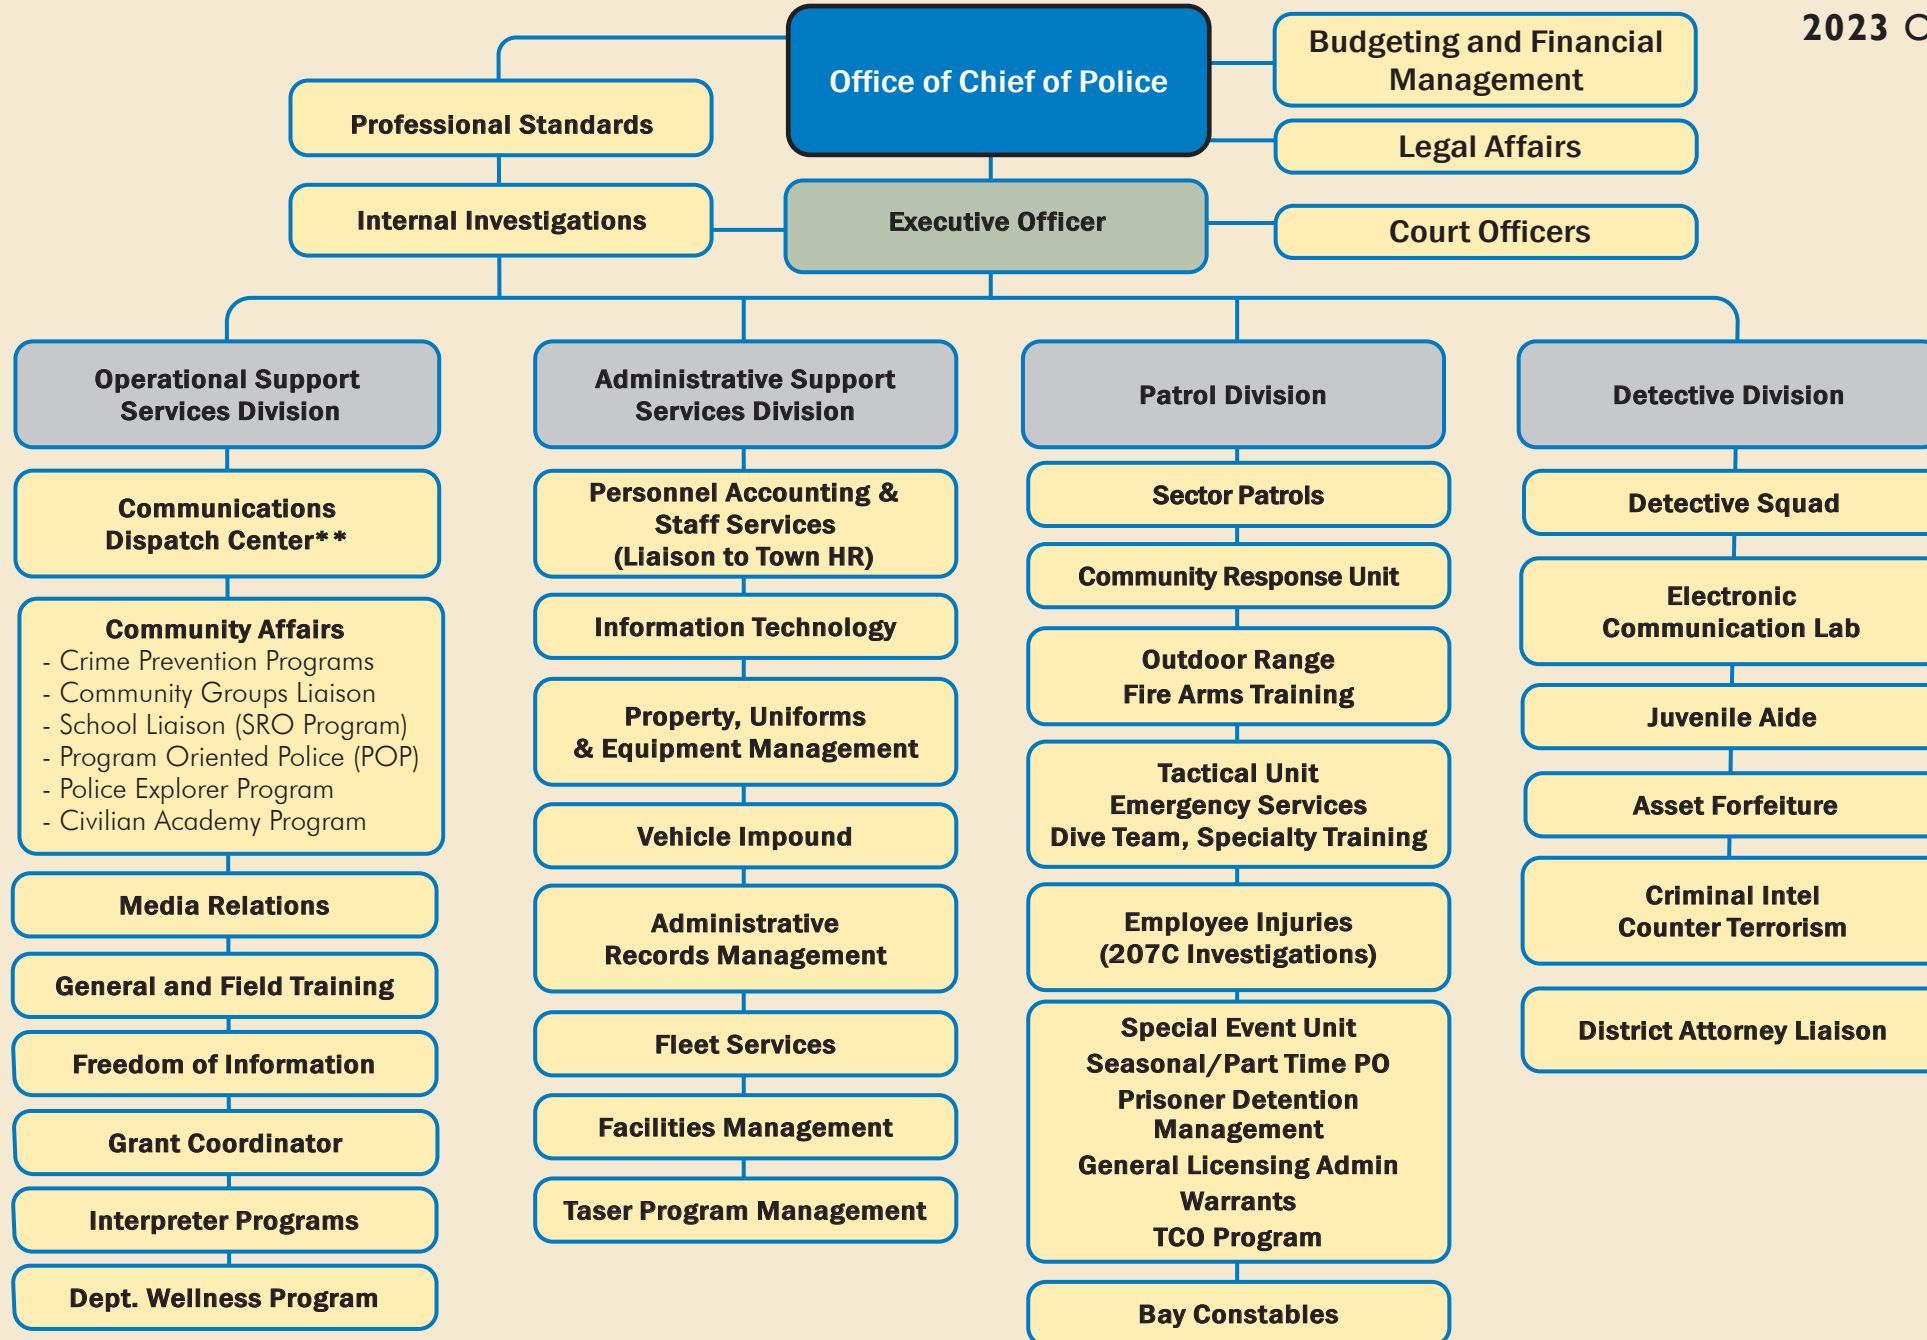 2023 O
Office of Chief of Police
Budgeting and Financial
Management
Professional Standards
Legal Affairs
Internal Investigations
Executive Officer
Court Officers
Operational Support
Services Division
Communications
Dispatch Center**
Community Affairs
- Crime Prevention Programs
- Community Groups Liaison
- School Liaison (SRO Program)
- Program Oriented Police (POP)
- Police Explorer Program
- Civilian Academy Program
Media Relations
General and Field Training
Freedom of Information
Grant Coordinator
Interpreter Programs
Dept. Wellness Program
Administrative Support
Services Division
Personnel Accounting &
Staff Services
(Liaison to Town HR)
Information Technology
Property, Uniforms
& Equipment Management
Vehicle Impound
Administrative
Records Management
Fleet Services
Facilities Management
Taser Program Management
Patrol Division
Sector Patrols
Community Response Unit
Outdoor Range
Fire Arms Training
Tactical Unit
Emergency Services
Dive Team, Specialty Training
Employee Injuries
(207C Investigations)
Special Event Unit
Seasonal/Part Time PO
Prisoner Detention
Management
General Licensing Admin
Warrants
TCO Program
Bay Constables
Detective Division
Detective Squad
Electronic
Communication Lab
Juvenile Aide
Asset Forfeiture
Criminal Intel
Counter Terrorism
District Attorney Liaison